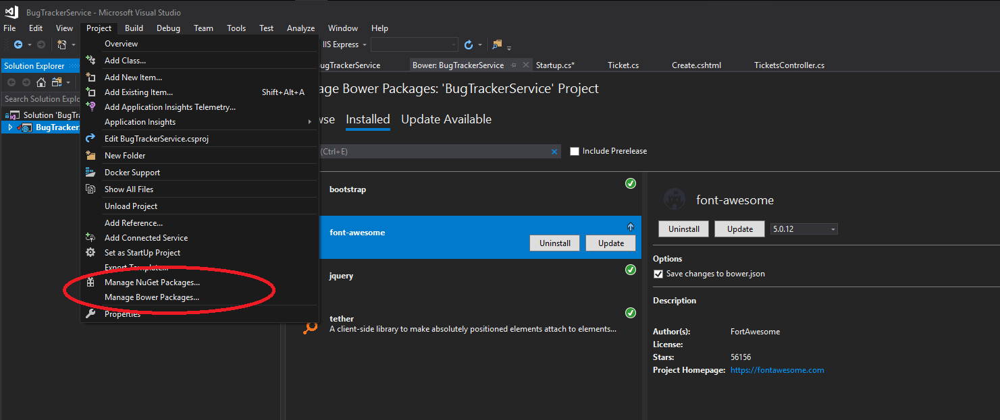 BugTrackerService - Microsoft Visual Studio
File Edit View Project Build Debug Team Tools Test Analyze Window Help
IIS Express
Solution Explorer
ugTrackerService Bower: BugTrackerService Startup.cs* Ticket.cs Create.cshtml TicketsController.cs
Search Solution Explo
Solution 'BugTra
BugTracker
Overview
Add Class...
Add New Item...
Add Existing Item... Shift+Alt+A
Add Application Insights Telemetry...
Application Insights
Edit BugTrackerService.csproj
New Folder
Docker Support
Show All Files
Unload Project
Add Reference...
Add Connected Service
Set as StartUp Project
Export Template...
Manage NuGet Packages...
Manage Bower Packages...
Properties
age Bower Packages: 'BugTrackerService' Project
wse Installed Update Available
(Ctrl+E) Include Prerelease
bootstrap
font-awesome
Uninstall Update
jquery
tether
A client-side library to make absolutely positioned elements attach to elements...
font-awesome
Uninstall Update 5.0.12
Options
Save changes to bower.json
Description
Author(s): FortAwesome
License:
Stars: 56156
Project Homepage: https://fontawesome.com